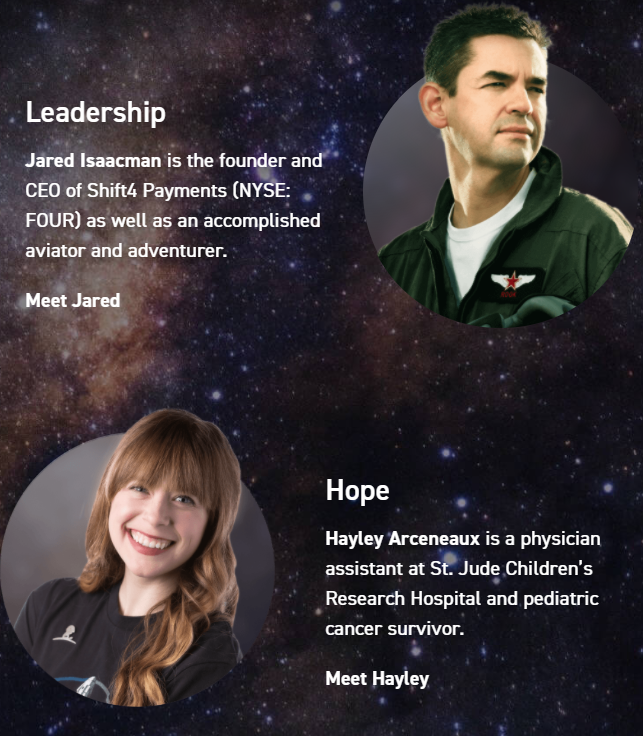 Leadership
Jared Isaacman is the founder and
CEO of Shift4 Payments (NYSE:
FOUR) as well as an accomplished
aviator and adventurer.
Meet Jared
Hope
Hayley Arceneaux is a physician
assistant at St. Jude Children's
Research Hospital and pediatric
cancer survivor.
Meet Hayley